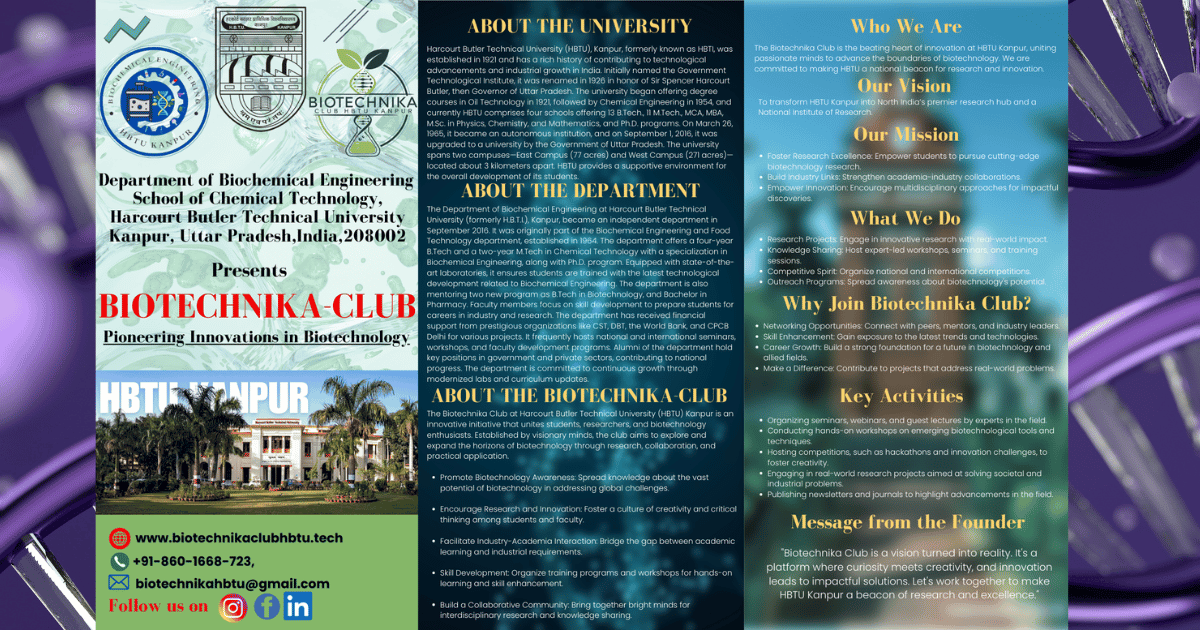 BIOCHEMICAL ENGINEERING
HBTU KANPUR
BIOTECHNIKA
CLUB HBTU KANPUR
Department of Biochemical Engineering
School of Chemical Technology,
Harcourt Butler Technical University
Kanpur, Uttar Pradesh,India,208002
Presents
BIOTECHNIKA-CLUB
Pioneering Innovations in Biotechnology
HBTU KANPUR
www.biotechnikaclubhbtu.tech
+91-860-1668-723,
biotechnikahbtu@gmail.com
Follow us on
ABOUT THE UNIVERSITY
Harcourt Butler Technical University (HBTU), Kanpur, formerly known as HBTI, was
established in 1921 and has a rich history of contributing to technological
advancements and industrial growth in India. Initially named the Government
Technological Institute, it was renamed in 1926 in honor of Sir Spencer Harcourt
Butler, then Governor of Uttar Pradesh. The university began offering degree
courses in Oil Technology in 1921, followed by Chemical Engineering in 1954, and
currently HBTU comprises four schools offering 13 B.Tech., 11 M.Tech., MCA, MBA,
M.Sc. in Physics, Chemistry, and Mathematics, and Ph.D. programs. On March 26,
1965, it became an autonomous institution, and on September 1, 2016, it was
upgraded to a university by the Government of Uttar Pradesh. The university
spans two campuses—East Campus (77 acres) and West Campus (271 acres)—
located about 3 kilometers apart. HBTU provides a supportive environment for
the overall development of its students.
ABOUT THE DEPARTMENT
The Department of Biochemical Engineering at Harcourt Butler Technical
University (formerly H.B.T.I.), Kanpur, became an independent department in
September 2016. It was originally part of the Biochemical Engineering and Food
Technology department, established in 1964. The department offers a four-year
B.Tech and a two-year M.Tech in Chemical Technology with a specialization in
Biochemical Engineering, along with Ph.D. program. Equipped with state-of-the-
art laboratories, it ensures students are trained with the latest technological
development related to Biochemical Engineering. The department is also
mentoring two new program as B.Tech in Biotechnology, and Bachelor in
Pharmacy. Faculty members focus on skill development to prepare students for
careers in industry and research. The department has received financial
support from prestigious organizations like CST, DBT, the World Bank, and CPCB
Delhi for various projects. It frequently hosts national and international seminars,
workshops, and faculty development programs. Alumni of the department hold
key positions in government and private sectors, contributing to national
progress. The department is committed to continuous growth through
modernized labs and curriculum updates.
ABOUT THE BIOTECHNIKA-CLUB
The Biotechnika Club at Harcourt Butler Technical University (HBTU) Kanpur is an
innovative initiative that unites students, researchers, and biotechnology
enthusiasts. Established by visionary minds, the club aims to explore and
expand the horizons of biotechnology through research, collaboration, and
practical application.
• Promote Biotechnology Awareness: Spread knowledge about the vast
potential of biotechnology in addressing global challenges.
• Encourage Research and Innovation: Foster a culture of creativity and critical
thinking among students and faculty.
• Facilitate Industry-Academia Interaction: Bridge the gap between academic
learning and industrial requirements.
• Skill Development: Organize training programs and workshops for hands-on
learning and skill enhancement.
• Build a Collaborative Community: Bring together bright minds for
interdisciplinary research and knowledge sharing.
Who We Are
The Biotechnika Club is the beating heart of innovation at HBTU Kanpur, uniting
passionate minds to advance the boundaries of biotechnology. We are
committed to making HBTU a national beacon for research and innovation.
Our Vision
To transform HBTU Kanpur into North India's premier research hub and a
National Institute of Research.
Our Mission
• Foster Research Excellence: Empower students to pursue cutting-edge
biotechnology research.
• Build Industry Links: Strengthen academia-industry collaborations.
• Empower Innovation: Encourage multidisciplinary approaches for impactful
discoveries.
What We Do
• Research Projects: Engage in innovative research with real-world impact.
• Knowledge Sharing: Host expert-led workshops, seminars, and training
sessions.
• Competitive Spirit: Organize national and international competitions.
• Outreach Programs: Spread awareness about biotechnology's potential
Why Join Biotechnika Club?
• Networking Opportunities: Connect with peers, mentors, and industry leaders.
• Skill Enhancement: Gain exposure to the latest trends and technologies.
• Career Growth: Build a strong foundation for a future in biotechnology and
allied fields.
• Make a Difference: Contribute to projects that address real-world problems.
Key Activities
• Organizing seminars, webinars, and guest lectures by experts in the field.
• Conducting hands-on workshops on emerging biotechnological tools and
techniques.
• Hosting competitions, such as hackathons and innovation challenges, to
foster creativity.
• Engaging in real-world research projects aimed at solving societal and
industrial problems.
• Publishing newsletters and journals to highlight advancements in the field.
Message from the Founder
"Biotechnika Club is a vision turned into reality. It's a
platform where curiosity meets creativity, and innovation
leads to impactful solutions. Let's work together to make
HBTU Kanpur a beacon of research and excellence."